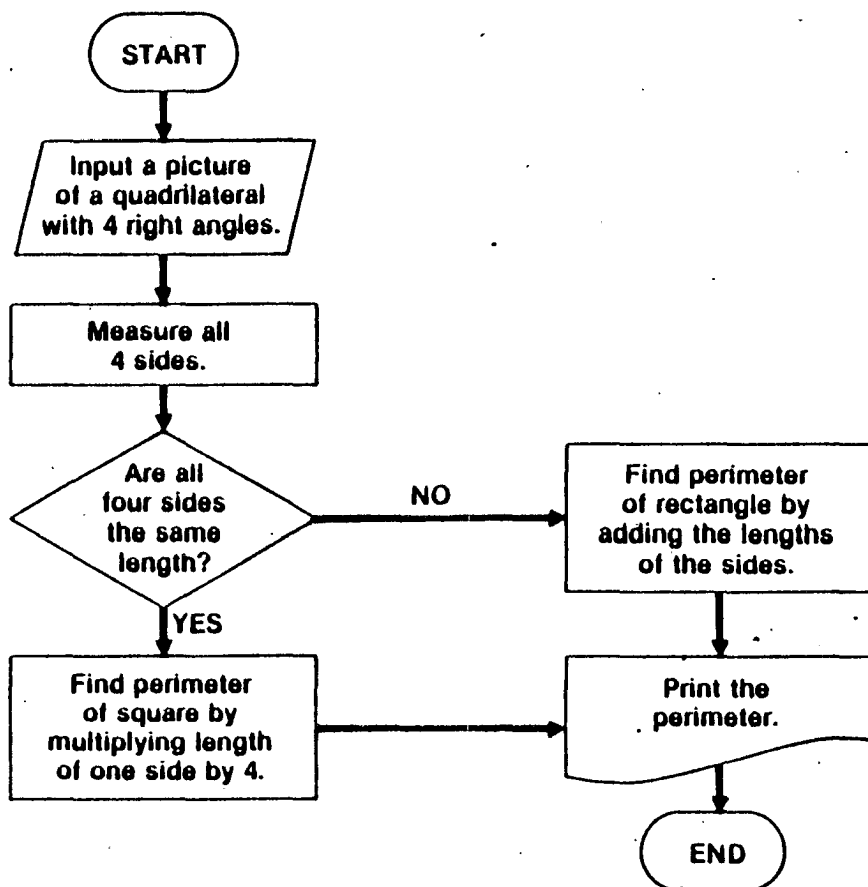 START
Input a picture
of a quadrilateral
with 4 right angles.
Measure all
4 sides.
Are all
four sides
the same
length?
NO
Find perimeter
of rectangle by
adding the lengths
of the sides.
YES
Find perimeter
of square by
multiplying length
of one side by 4.
Print the
perimeter.
END